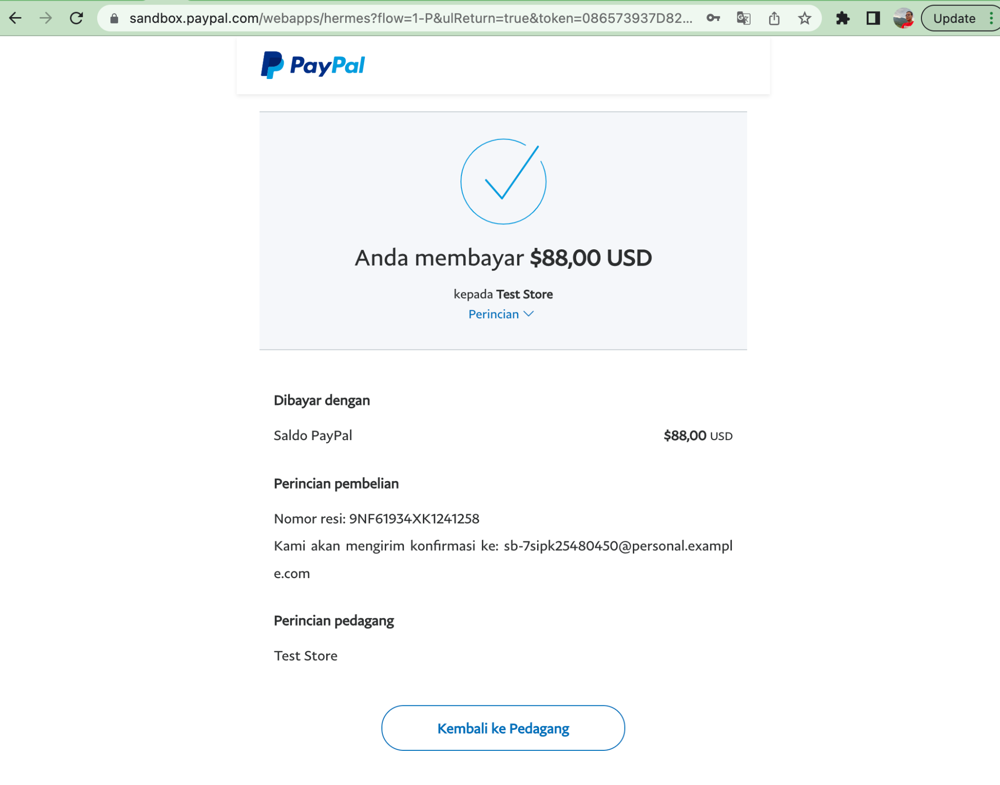 sandbox.paypal.com/webapps/hermes?flow=1-P&ulReturn=true&token=086573937D82...
Update
PayPal
Anda membayar $88,00 USD
kepada Test Store
Perincian
Dibayar dengan
Saldo PayPal $88,00 USD
Perincian pembelian
Nomor resi: 9NF61934XK1241258
Kami akan mengirim konfirmasi ke: sb-7sipk25480450@personal.exampl
e.com
Perincian pedagang
Test Store
Kembali ke Pedagang